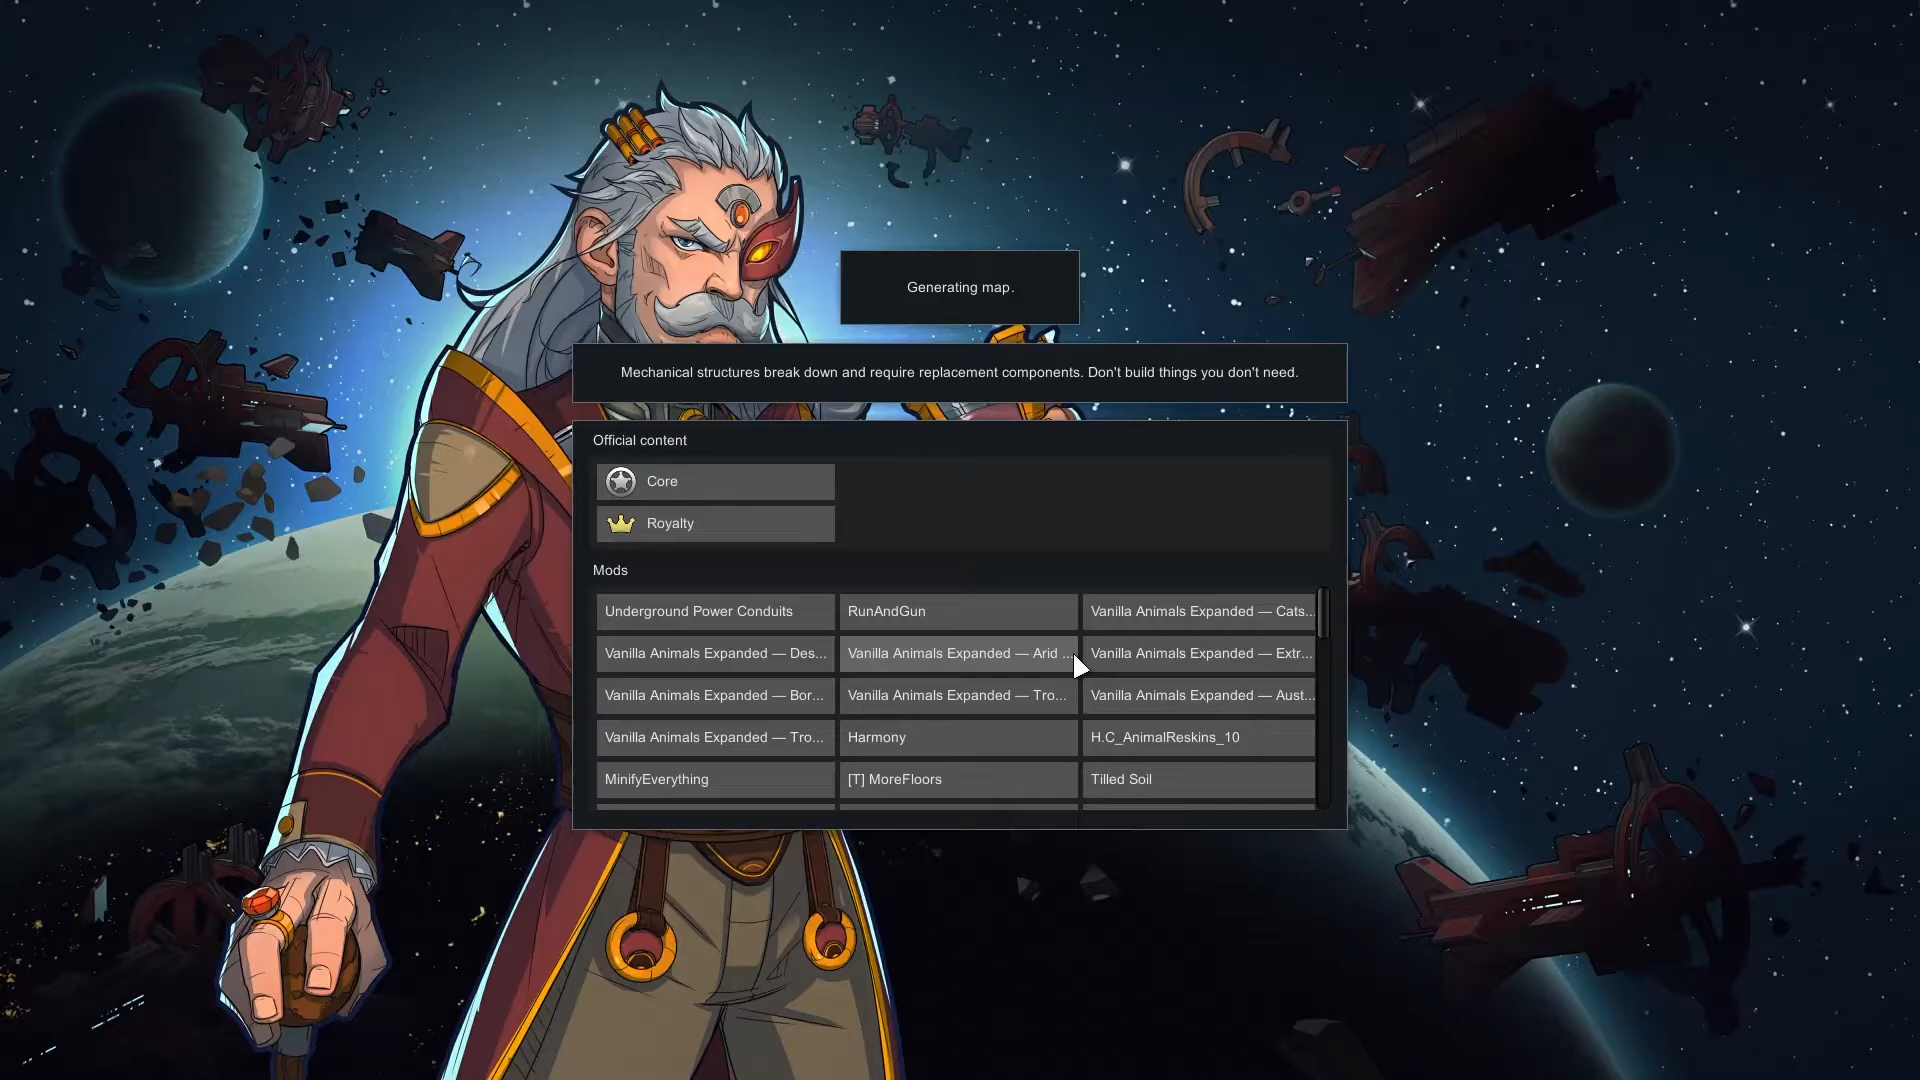 Generating map.
Mechanical structures break down and require replacement components. Don't build things you don't need.
Official content
Core
Royalty
Mods
Underground Power Conduits
RunAndGun
Vanilla Animals Expanded — Cats...
Vanilla Animals Expanded — Des...
Vanilla Animals Expanded — Arid ...
Vanilla Animals Expanded — Extr...
Vanilla Animals Expanded — Bor...
Vanilla Animals Expanded — Tro...
Vanilla Animals Expanded — Aust...
Vanilla Animals Expanded — Tro...
Harmony
H.C_AnimalReskins_10
MinifyEverything
[T] MoreFloors
Tilled Soil